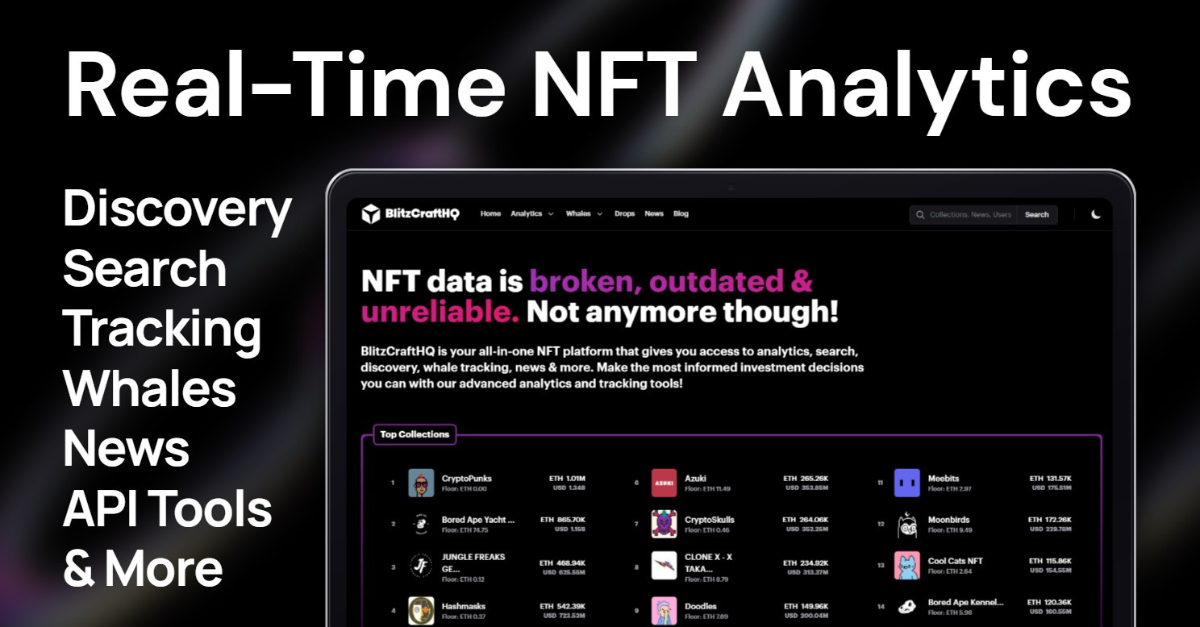 Real-Time NFT Analytics
Discovery
Search
Tracking
Whales
News
API Tools
& More
BlitzCraftHQ Home Analytics Whales Drops News Blog Collections, News, Users Search
NFT data is broken, outdated &
unreliable. Not anymore though!
BlitzCraftHQ is your all-in-one NFT platform that gives you access to analytics, search,
discovery, whale tracking, news & more. Make the most informed investment decisions
you can with our advanced analytics and tracking tools!
Top Collections
1 CryptoPunks ETH 1.01M
Floor: ETH 0.00 USD 1.34B
2 Bored Ape Yacht ... ETH 865.70K
Floor: ETH 74.75 USD 1.15B
3 JUNGLE FREAKS ETH 468.94K
GE... USD 625.55M
Floor: ETH 0.12
4 Hashmasks ETH 542.39K
Floor: ETH 0.37 USD 723.53M
6 Azuki ETH 265.26K
AZUKI Floor: ETH 11.49 USD 353.85M
7 CryptoSkulls ETH 264.06K
Floor: ETH 0.46 USD 352.25M
8 CLONE X - X ETH 234.92K
TAKA... USD 313.37M
Floor: ETH 6.79
9 Doodles ETH 149.96K
Floor: ETH 7.89 USD 200.04M
11 Meebits ETH 131.57K
Floor: ETH 2.97 USD 175.51M
12 Moonbirds ETH 172.26K
Floor: ETH 9.49 USD 229.78M
13 Cool Cats NFT ETH 115.86K
Floor: ETH 2.64 USD 154.55M
14 Bored Ape Kennel... ETH 120.36K
Floor: ETH 5.98 USD 160.55M